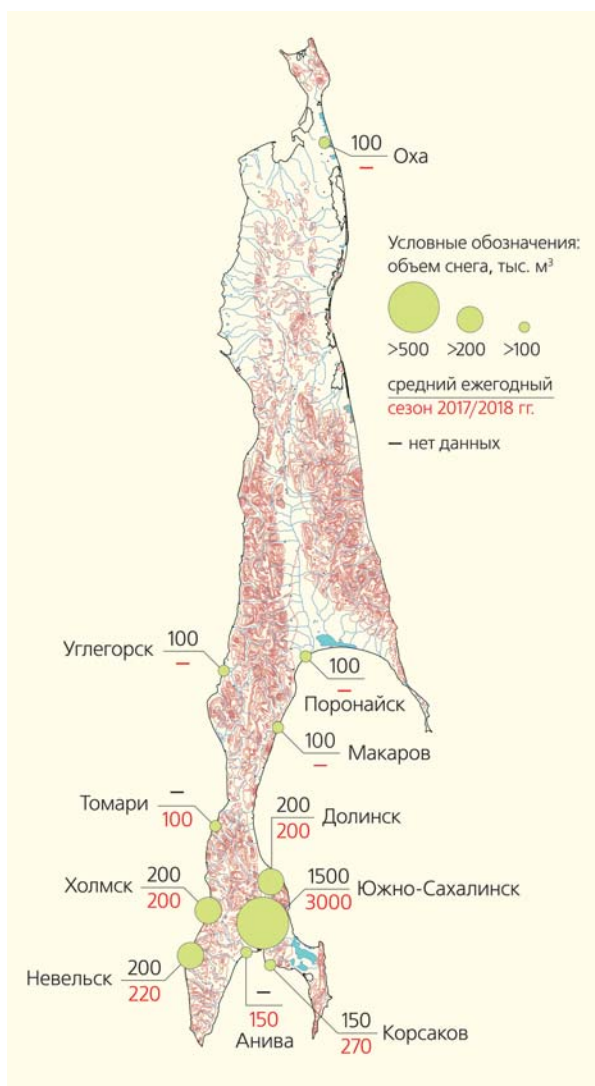 100
— Оха
Условные обозначения:
объем снега, тыс. м³
>500 >200 >100
средний ежегодный
сезон 2017/2018 гг.
— нет данных
Углегорск 100
—
100
—
Поронайск
100
— Макаров
—
Томари 100
200
200 Долинск
Холмск 200
200
1500
3000 Южно-Сахалинск
Невельск 200
220
—
150
Анива
150
270 Корсаков